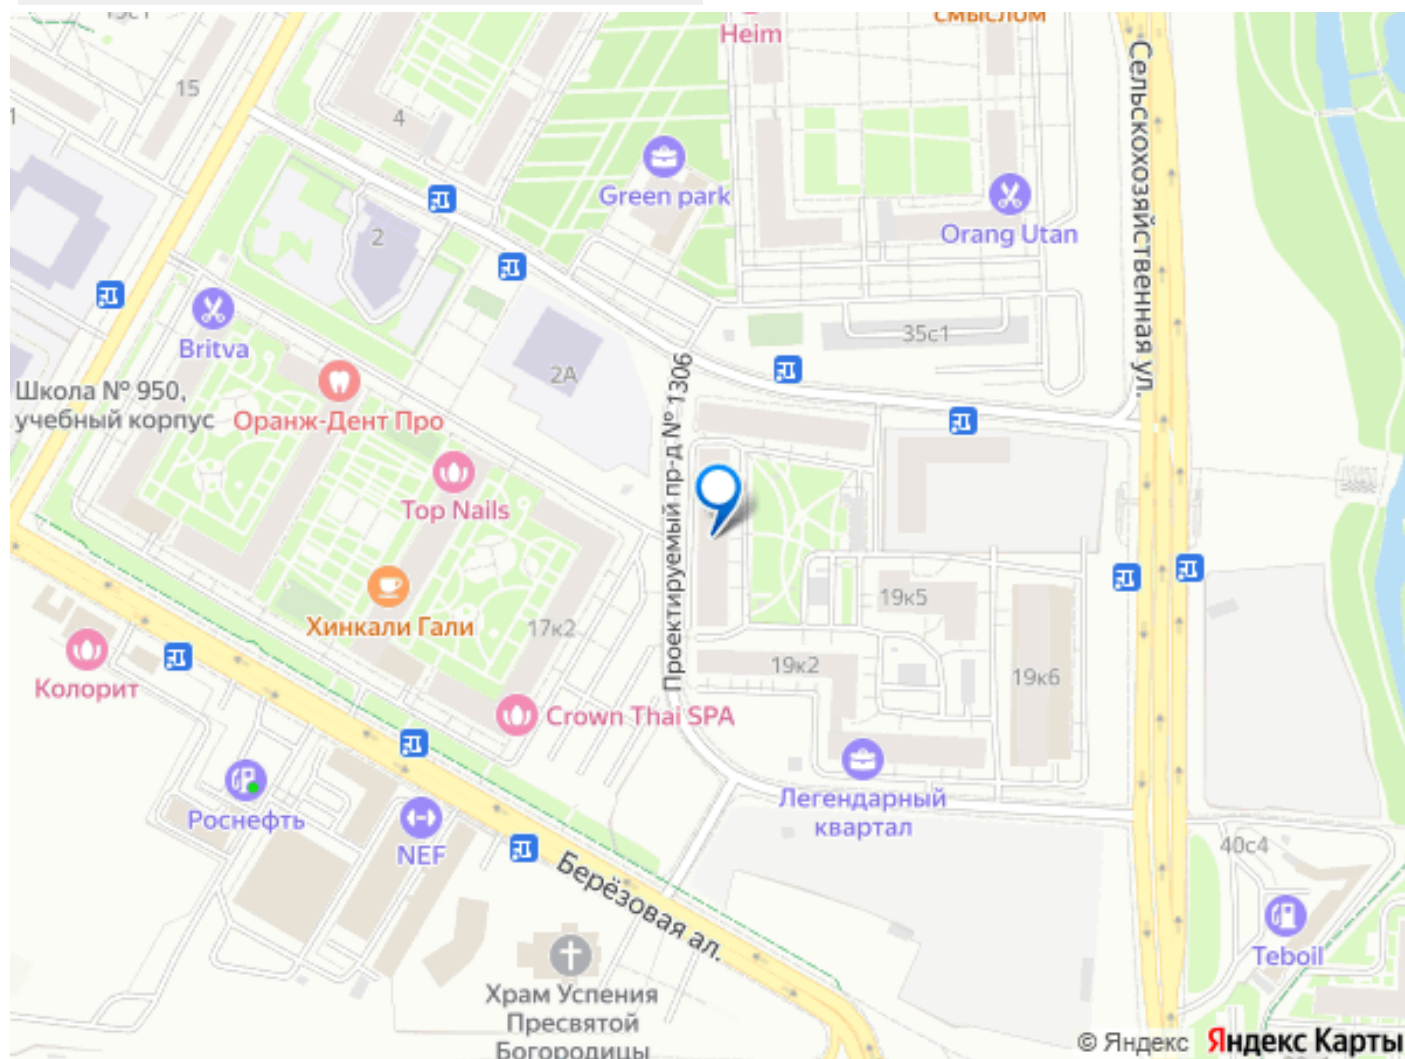 смыслом
Heim
15
4
Green park
Orang Utan
Сельскохозяйственная ул.
2
Britva
35с1
2А
Школа № 950,
учебный корпус
Оранж-Дент Про
Проектируемый пр-д № 1306
Top Nails
19к5
Хинкали Гали
17к2
19к2
19к6
Колорит
Crown Thai SPA
Роснефть
NEF
Легендарный
квартал
40с4
Берёзовая ал.
Teboil
Храм Успения
Пресвятой
Богородицы
© Яндекс Яндекс Карты